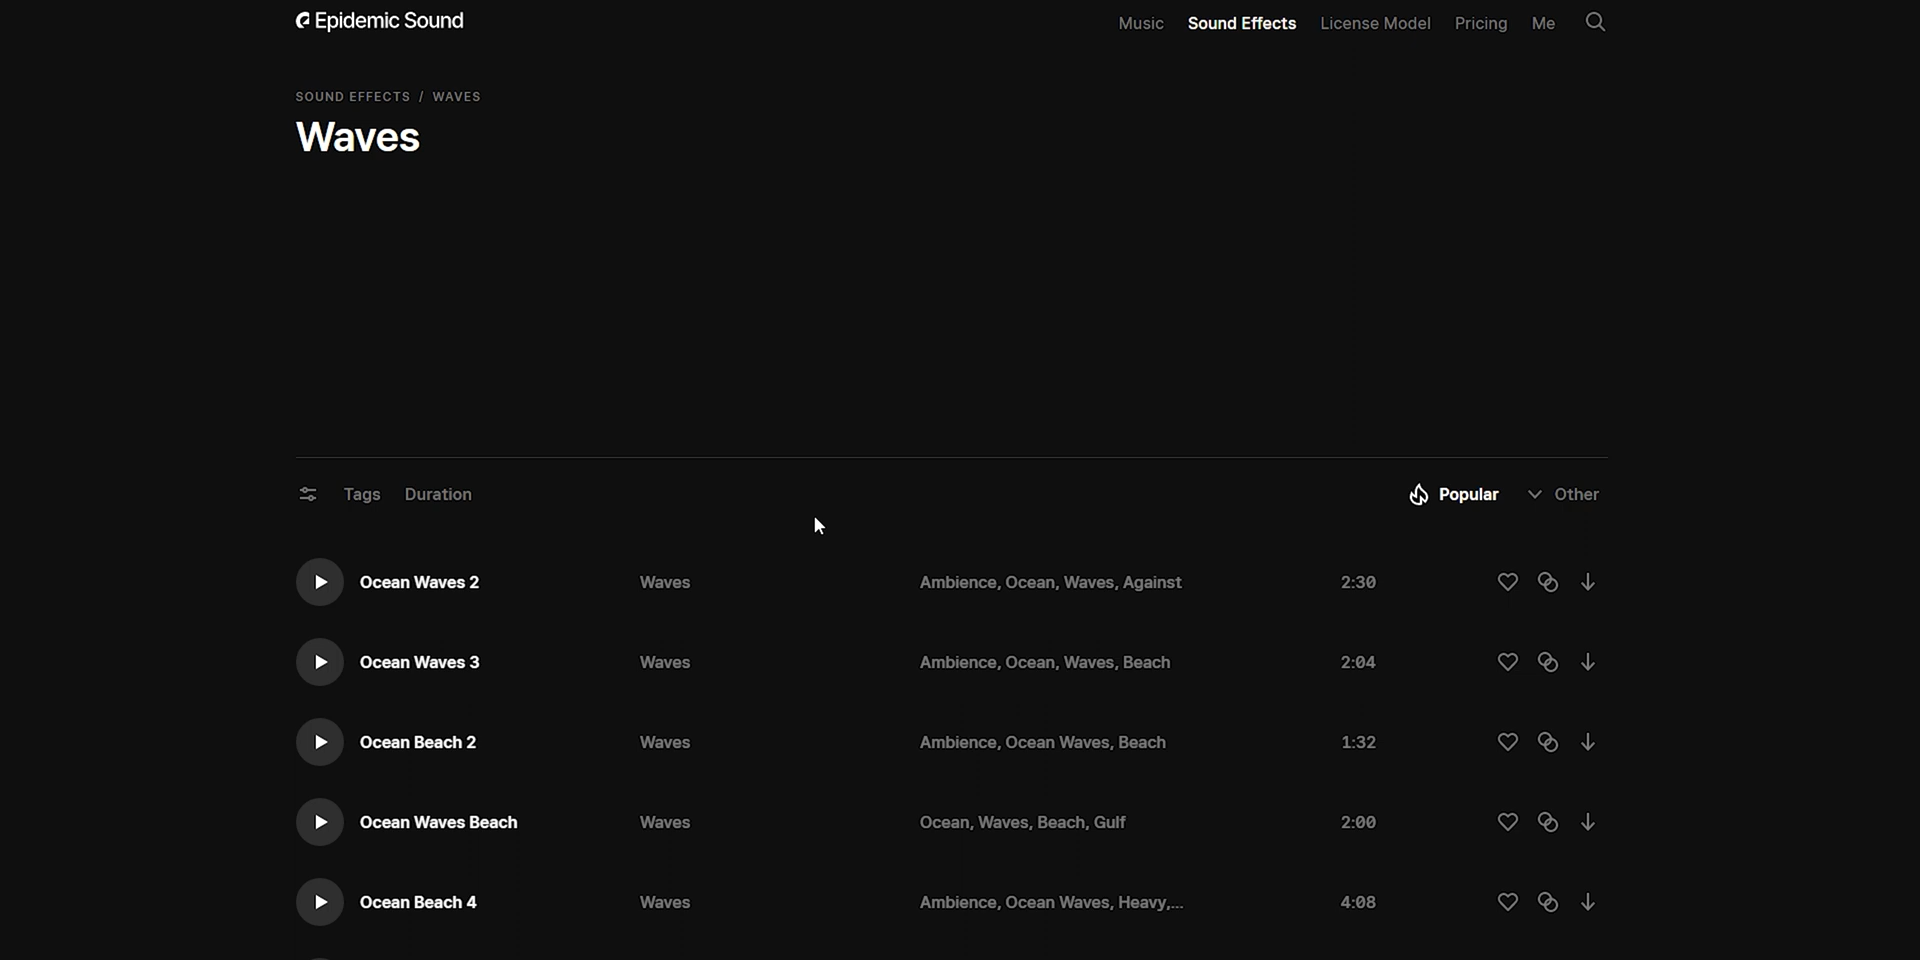 Epidemic Sound
Music Sound Effects License Model Pricing Me
SOUND EFFECTS / WAVES
Waves
Tags Duration Popular Other
Ocean Waves 2 Waves Ambience, Ocean, Waves, Against 2:30
Ocean Waves 3 Waves Ambience, Ocean, Waves, Beach 2:04
Ocean Beach 2 Waves Ambience, Ocean Waves, Beach 1:32
Ocean Waves Beach Waves Ocean, Waves, Beach, Gulf 2:00
Ocean Beach 4 Waves Ambience, Ocean Waves, Heavy,... 4:08